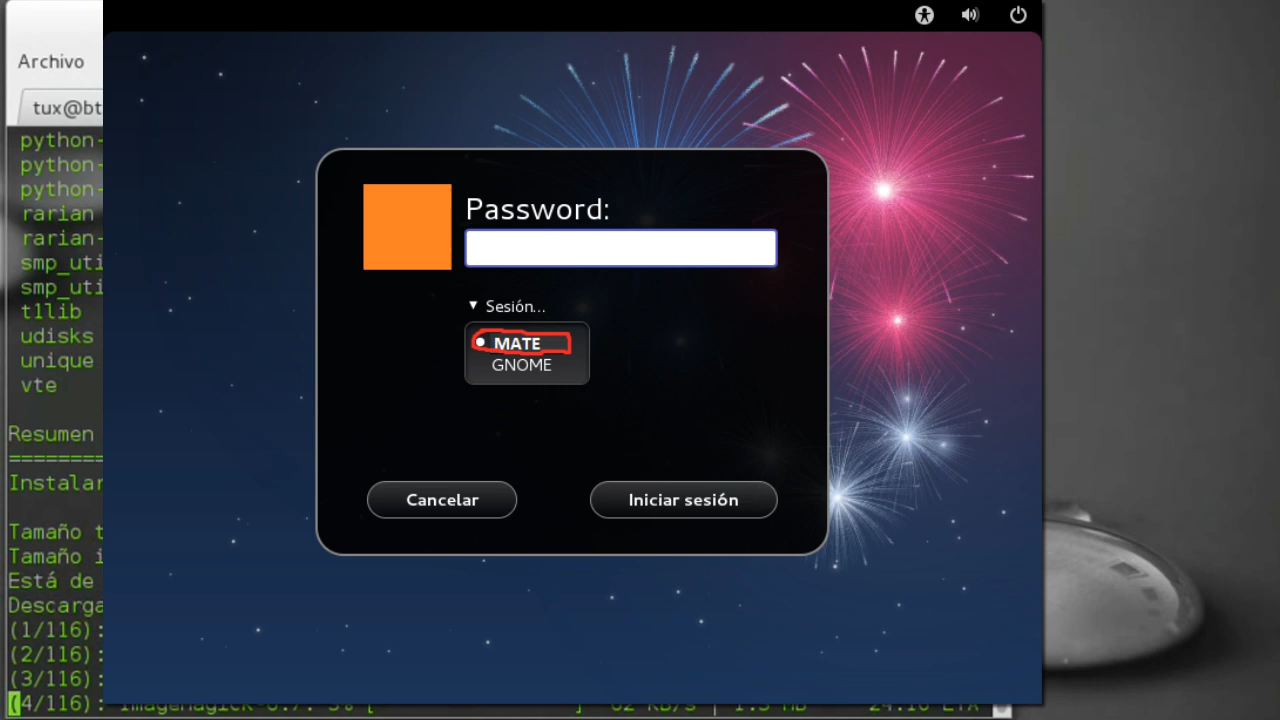 Archivo
tux@bt
python-
python-
python-
rarian
rarian-
smp_uti
smp_uti
t1lib
udisks
unique
vte
Resumen
========
Instalar
Tamaño t
Tamaño i
Está de
Descarga
(1/116):
(2/116):
(3/116):
(4/116):
Password:
▼ Sesión...
MATE
GNOME
Cancelar
Iniciar sesión